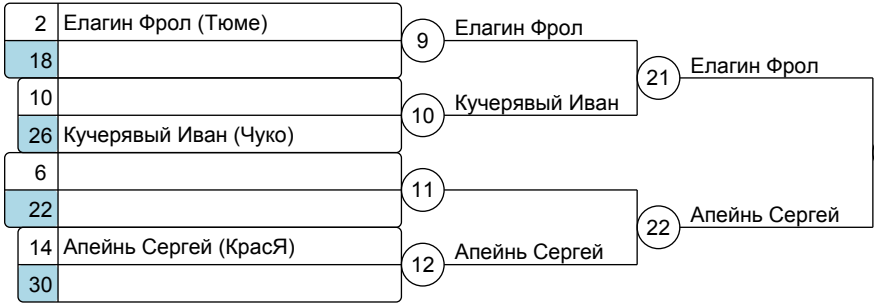 2 Елагин Фрол (Тюме)
18
9
Елагин Фрол
10
26 Кучерявый Иван (Чуко)
10
Кучерявый Иван
21
Елагин Фрол
6
22
11
14 Апейнь Сергей (КрасЯ)
30
12
Апейнь Сергей
22
Апейнь Сергей